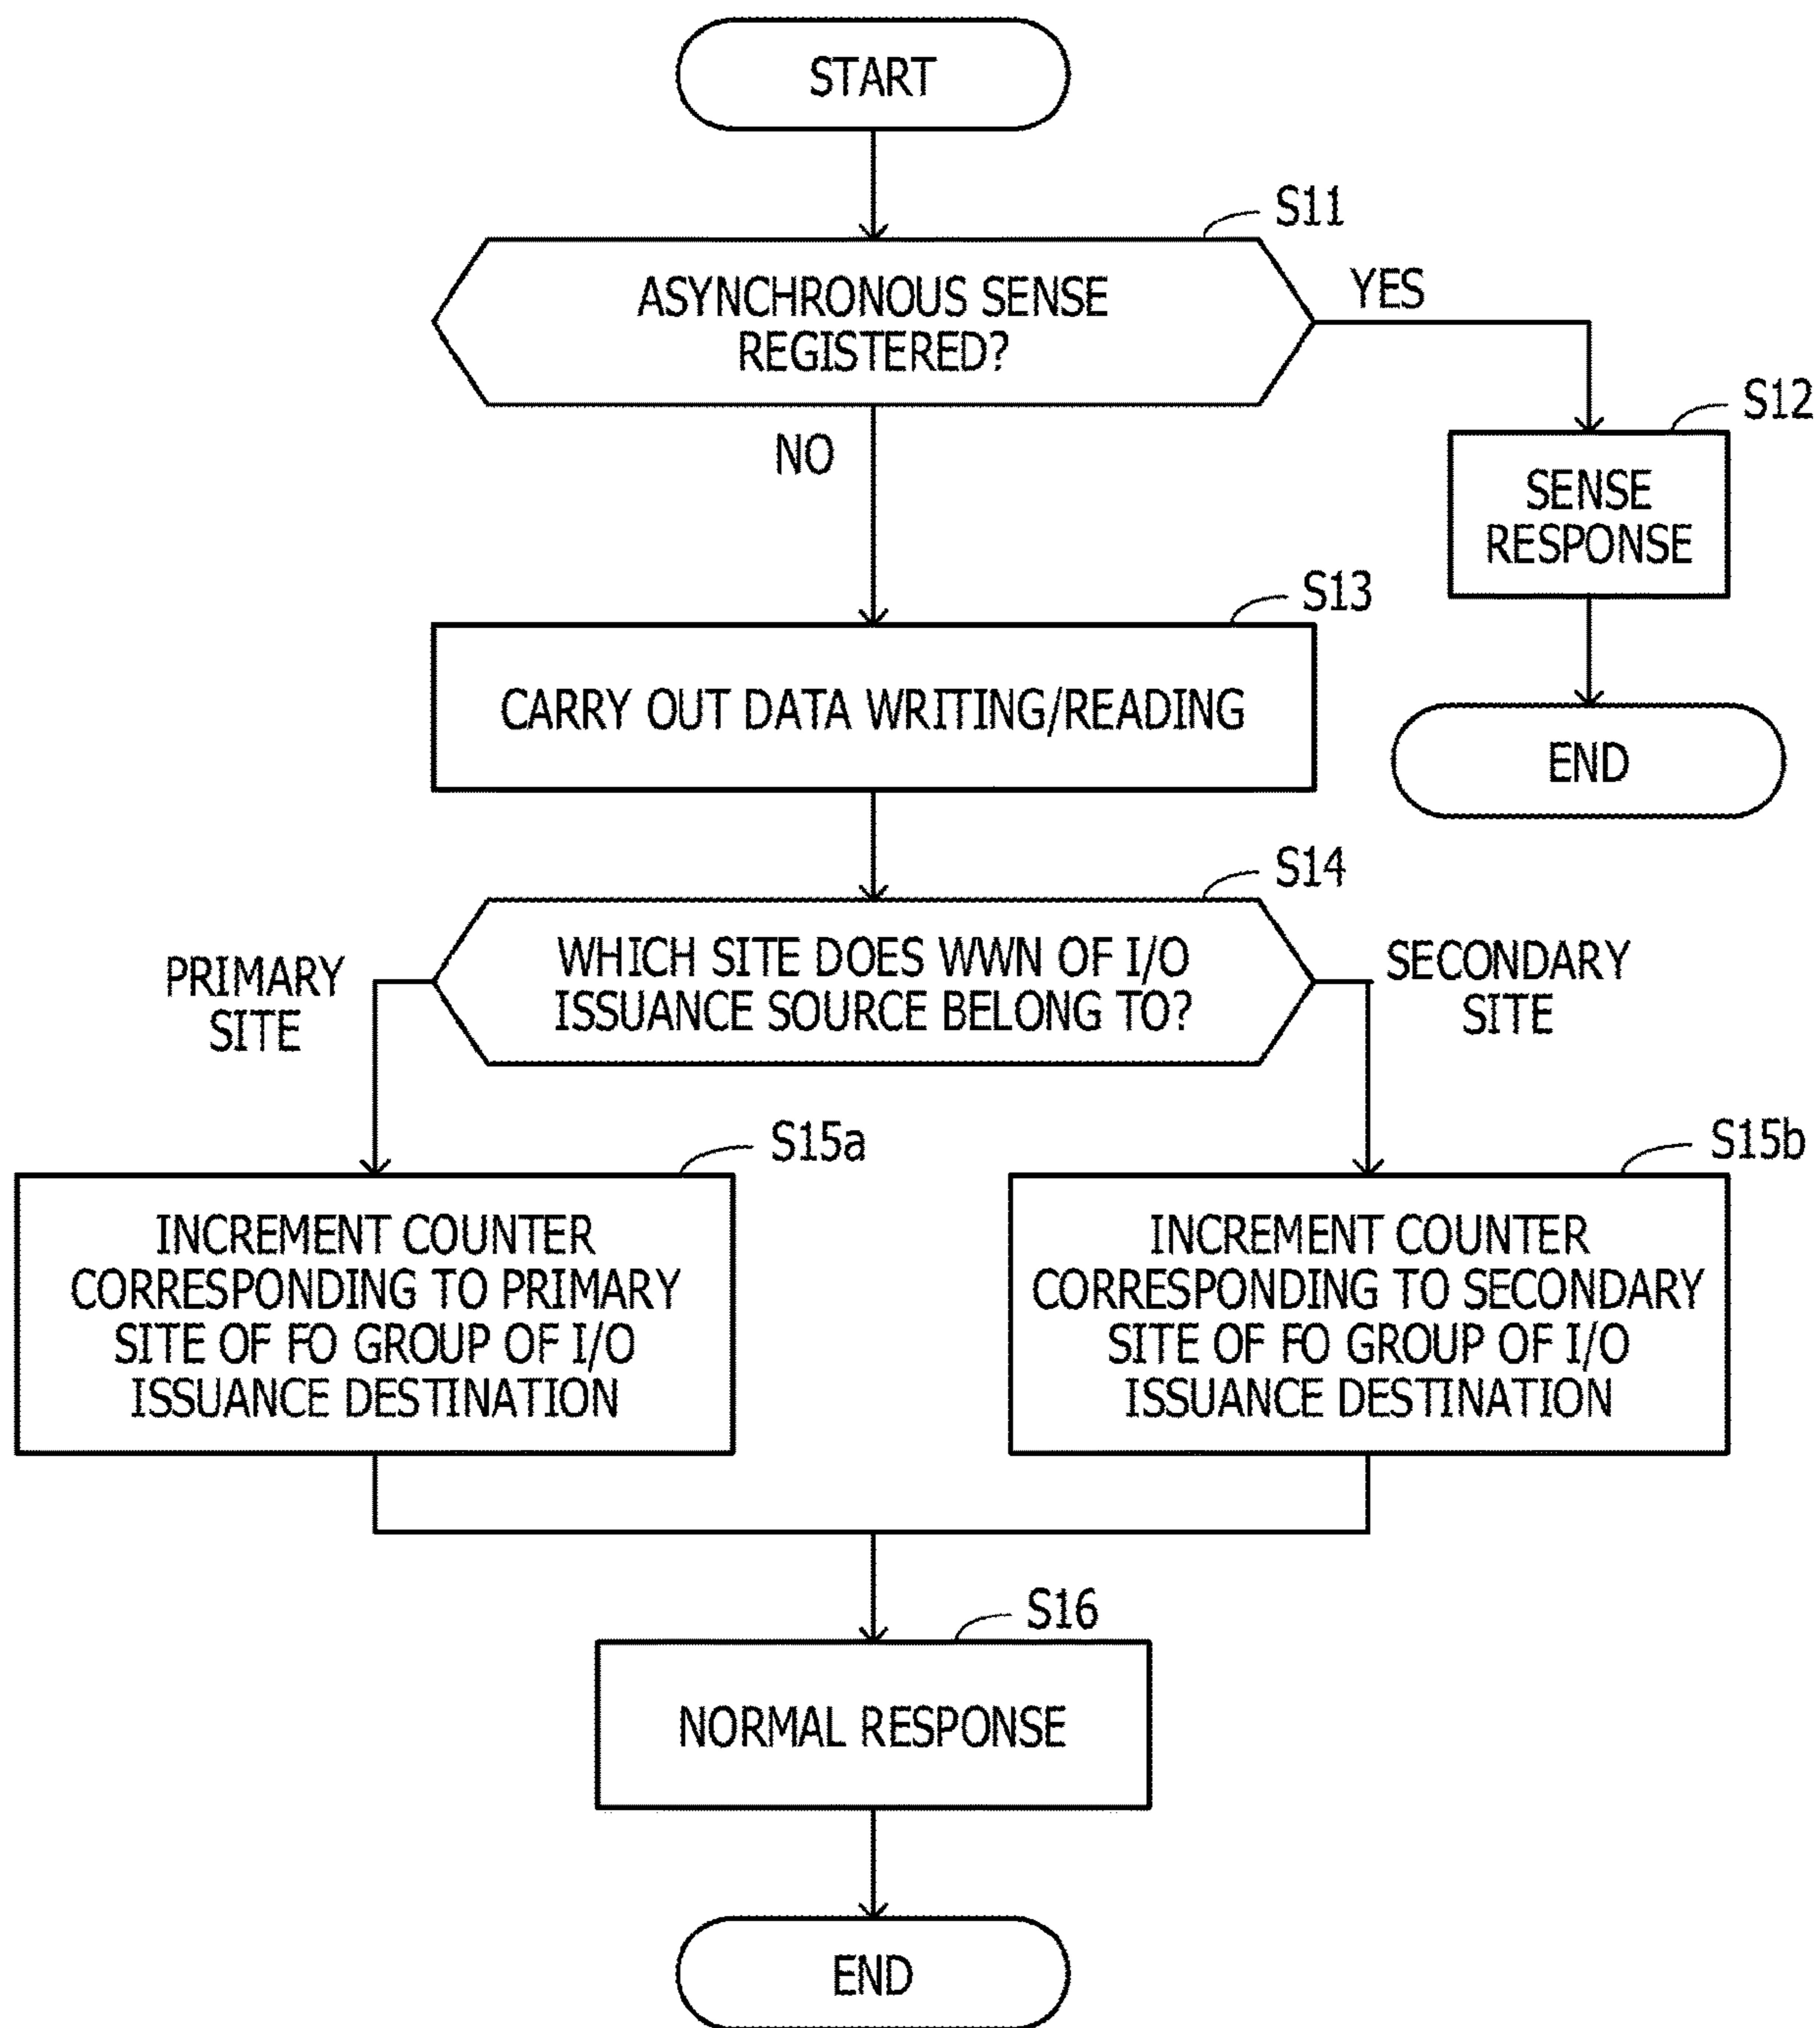 START
S11
ASYNCHRONOUS SENSE
REGISTERED?
YES
NO
S12
SENSE
RESPONSE
END
S13
CARRY OUT DATA WRITING/READING
S14
WHICH SITE DOES WWN OF I/O
ISSUANCE SOURCE BELONG TO?
PRIMARY
SITE
SECONDARY
SITE
S15a
INCREMENT COUNTER
CORRESPONDING TO PRIMARY
SITE OF FO GROUP OF I/O
ISSUANCE DESTINATION
S15b
INCREMENT COUNTER
CORRESPONDING TO SECONDARY
SITE OF FO GROUP OF I/O
ISSUANCE DESTINATION
S16
NORMAL RESPONSE
END